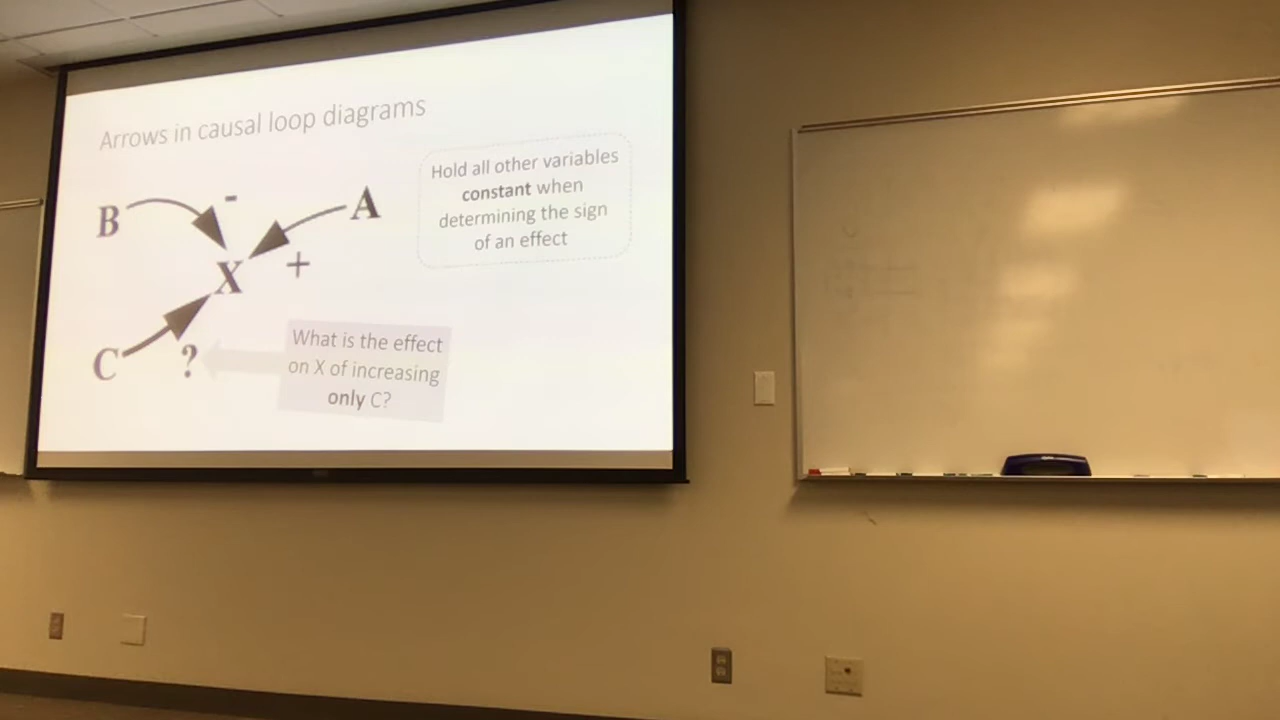 Arrows in causal loop diagrams
B
-
A
X
+
C
?
Hold all other variables
constant when
determining the sign
of an effect
What is the effect
on X of increasing
only C?